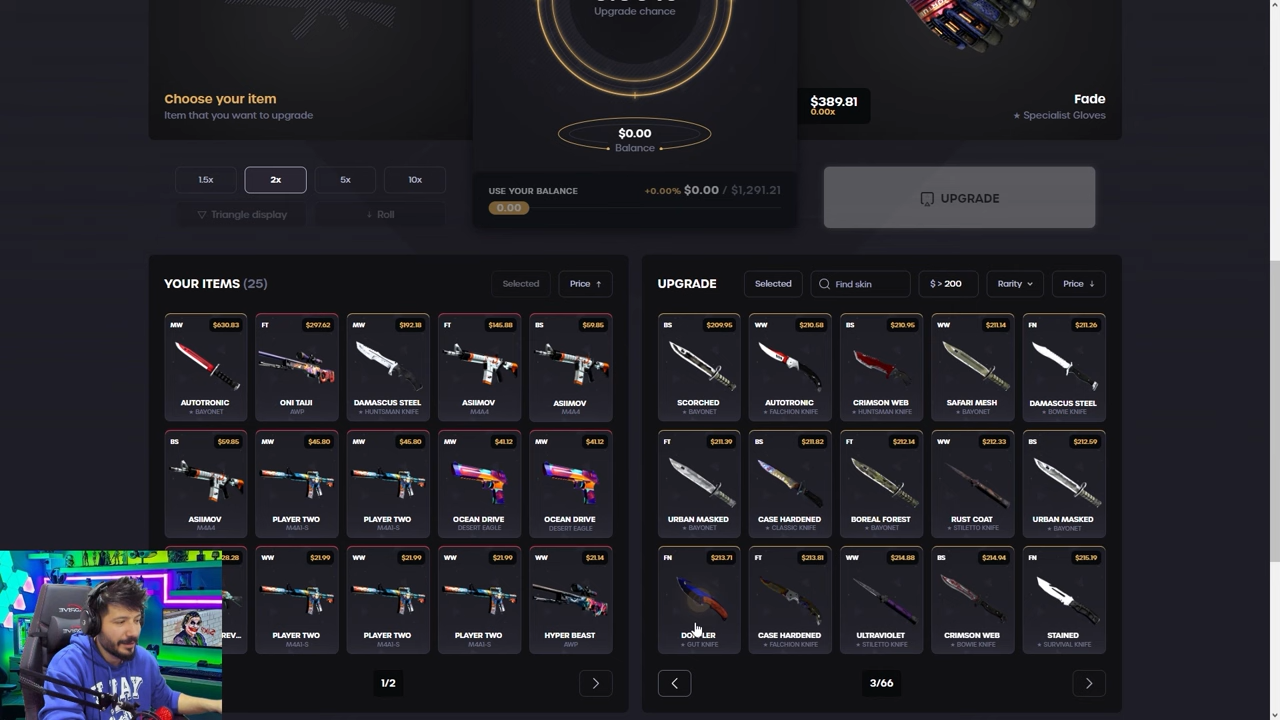 Upgrade chance
Choose your item
Item that you want to upgrade
$0.00
Balance
$389.81
0.00x
Fade
★ Specialist Gloves
1.5x
2x
5x
10x
Triangle display
Roll
USE YOUR BALANCE
+0.00% $0.00 / $1,291.21
0.00
UPGRADE
YOUR ITEMS (25)
Selected
Price
UPGRADE
Selected
Find skin
$ > 200
Rarity
Price
MW $630.83
AUTOTRONIC
★ BAYONET
FT $297.62
ONI TAIJI
AWP
MW $192.18
DAMASCUS STEEL
★ HUNTSMAN KNIFE
FT $145.88
ASIIMOV
M4A4
BS $59.85
ASIIMOV
M4A4
BS $209.95
SCORCHED
★ BAYONET
WW $210.58
AUTOTRONIC
★ FALCHION KNIFE
BS $210.95
CRIMSON WEB
★ HUNTSMAN KNIFE
WW $211.14
SAFARI MESH
★ BAYONET
FN $211.26
DAMASCUS STEEL
★ BOWIE KNIFE
BS $59.85
ASIIMOV
M4A4
MW $45.80
PLAYER TWO
M4A1-S
MW $45.80
PLAYER TWO
M4A1-S
MW $41.12
OCEAN DRIVE
DESERT EAGLE
MW $41.12
OCEAN DRIVE
DESERT EAGLE
FT $211.39
URBAN MASKED
★ BAYONET
BS $211.82
CASE HARDENED
★ CLASSIC KNIFE
FT $212.14
BOREAL FOREST
★ BAYONET
WW $212.33
RUST COAT
★ STILETTO KNIFE
BS $212.59
URBAN MASKED
★ BAYONET
WW $21.99
PLAYER TWO
M4A1-S
WW $21.99
PLAYER TWO
M4A1-S
WW $21.99
PLAYER TWO
M4A1-S
WW $21.14
HYPER BEAST
AWP
FN $213.71
★ GUT KNIFE
FT $213.81
CASE HARDENED
★ FALCHION KNIFE
WW $214.88
ULTRAVIOLET
★ STILETTO KNIFE
BS $214.94
CRIMSON WEB
★ BOWIE KNIFE
FN $215.19
STAINED
★ SURVIVAL KNIFE
1/2
3/66